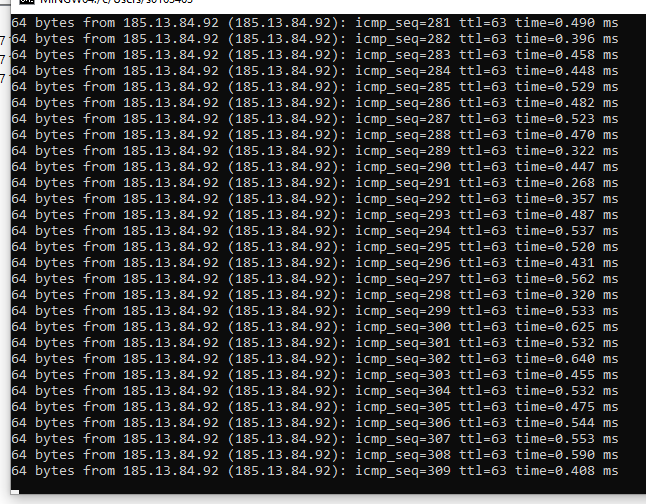 64 bytes from 185.13.84.92 (185.13.84.92): icmp_seq=281 ttl=63 time=0.490 ms
64 bytes from 185.13.84.92 (185.13.84.92): icmp_seq=282 ttl=63 time=0.396 ms
64 bytes from 185.13.84.92 (185.13.84.92): icmp_seq=283 ttl=63 time=0.458 ms
64 bytes from 185.13.84.92 (185.13.84.92): icmp_seq=284 ttl=63 time=0.448 ms
64 bytes from 185.13.84.92 (185.13.84.92): icmp_seq=285 ttl=63 time=0.529 ms
64 bytes from 185.13.84.92 (185.13.84.92): icmp_seq=286 ttl=63 time=0.482 ms
64 bytes from 185.13.84.92 (185.13.84.92): icmp_seq=287 ttl=63 time=0.523 ms
64 bytes from 185.13.84.92 (185.13.84.92): icmp_seq=288 ttl=63 time=0.470 ms
64 bytes from 185.13.84.92 (185.13.84.92): icmp_seq=289 ttl=63 time=0.322 ms
64 bytes from 185.13.84.92 (185.13.84.92): icmp_seq=290 ttl=63 time=0.447 ms
64 bytes from 185.13.84.92 (185.13.84.92): icmp_seq=291 ttl=63 time=0.268 ms
64 bytes from 185.13.84.92 (185.13.84.92): icmp_seq=292 ttl=63 time=0.357 ms
64 bytes from 185.13.84.92 (185.13.84.92): icmp_seq=293 ttl=63 time=0.487 ms
64 bytes from 185.13.84.92 (185.13.84.92): icmp_seq=294 ttl=63 time=0.537 ms
64 bytes from 185.13.84.92 (185.13.84.92): icmp_seq=295 ttl=63 time=0.520 ms
64 bytes from 185.13.84.92 (185.13.84.92): icmp_seq=296 ttl=63 time=0.431 ms
64 bytes from 185.13.84.92 (185.13.84.92): icmp_seq=297 ttl=63 time=0.562 ms
64 bytes from 185.13.84.92 (185.13.84.92): icmp_seq=298 ttl=63 time=0.320 ms
64 bytes from 185.13.84.92 (185.13.84.92): icmp_seq=299 ttl=63 time=0.533 ms
64 bytes from 185.13.84.92 (185.13.84.92): icmp_seq=300 ttl=63 time=0.625 ms
64 bytes from 185.13.84.92 (185.13.84.92): icmp_seq=301 ttl=63 time=0.532 ms
64 bytes from 185.13.84.92 (185.13.84.92): icmp_seq=302 ttl=63 time=0.640 ms
64 bytes from 185.13.84.92 (185.13.84.92): icmp_seq=303 ttl=63 time=0.455 ms
64 bytes from 185.13.84.92 (185.13.84.92): icmp_seq=304 ttl=63 time=0.532 ms
64 bytes from 185.13.84.92 (185.13.84.92): icmp_seq=305 ttl=63 time=0.475 ms
64 bytes from 185.13.84.92 (185.13.84.92): icmp_seq=306 ttl=63 time=0.544 ms
64 bytes from 185.13.84.92 (185.13.84.92): icmp_seq=307 ttl=63 time=0.553 ms
64 bytes from 185.13.84.92 (185.13.84.92): icmp_seq=308 ttl=63 time=0.590 ms
64 bytes from 185.13.84.92 (185.13.84.92): icmp_seq=309 ttl=63 time=0.408 ms